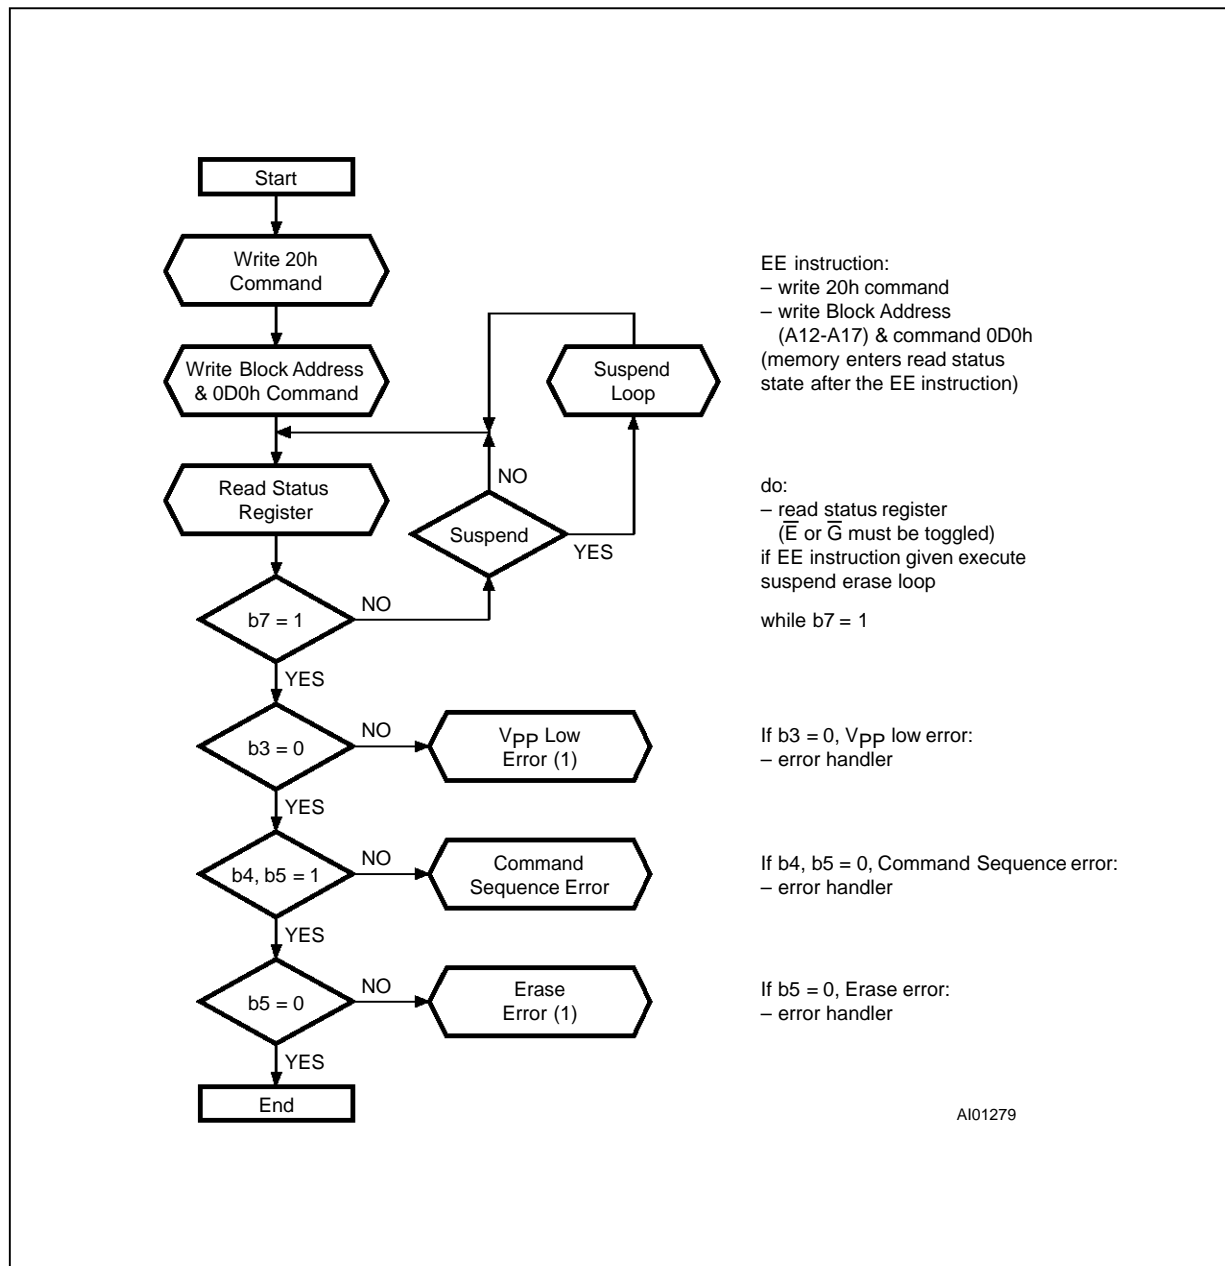 Start
Write 20h
Command
Write Block Address
& 0D0h Command
Read Status
Register
Suspend
Loop
NO
Suspend
YES
b7 = 1
NO
YES
b3 = 0
NO
VPP Low
Error (1)
YES
b4, b5 = 1
NO
Command
Sequence Error
YES
b5 = 0
NO
Erase
Error (1)
YES
End
EE instruction:
– write 20h command
– write Block Address
(A12-A17) & command 0D0h
(memory enters read status
state after the EE instruction)
do:
– read status register
(E̅ or G̅ must be toggled)
if EE instruction given execute
suspend erase loop
while b7 = 1
If b3 = 0, VPP low error:
– error handler
If b4, b5 = 0, Command Sequence error:
– error handler
If b5 = 0, Erase error:
– error handler
AI01279